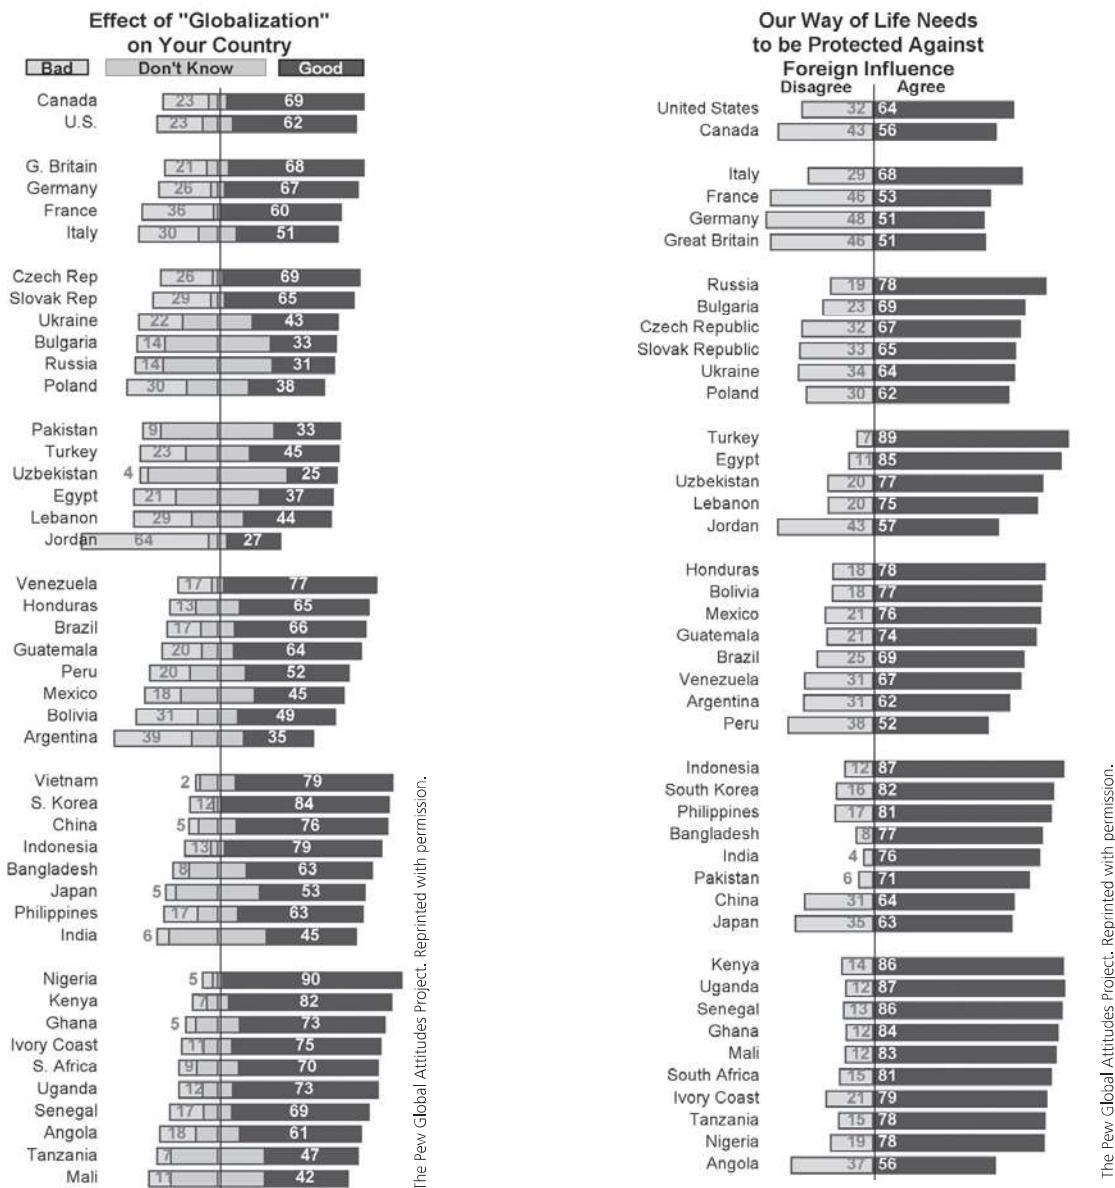 Effect of "Globalization"
on Your Country
Bad Don't Know Good
Canada 23 69
U.S. 23 62
G. Britain 21 68
Germany 26 67
France 36 60
Italy 30 51
Czech Rep 26 69
Slovak Rep 29 65
Ukraine 22 43
Bulgaria 14 33
Russia 14 31
Poland 30 38
Pakistan 9 33
Turkey 23 45
Uzbekistan 4 25
Egypt 21 37
Lebanon 29 44
Jordan 64 27
Venezuela 17 77
Honduras 13 65
Brazil 17 66
Guatemala 20 64
Peru 20 52
Mexico 18 45
Bolivia 31 49
Argentina 39 35
Vietnam 2 79
S. Korea 12 84
China 5 76
Indonesia 13 79
Bangladesh 8 63
Japan 5 53
Philippines 17 63
India 6 45
Nigeria 5 90
Kenya 7 82
Ghana 5 73
Ivory Coast 11 75
S. Africa 9 70
Uganda 12 73
Senegal 17 69
Angola 18 61
Tanzania 7 47
Mali 11 42
The Pew Global Attitudes Project. Reprinted with permission.
Our Way of Life Needs
to be Protected Against
Foreign Influence
Disagree Agree
United States 32 64
Canada 43 56
Italy 29 68
France 46 53
Germany 48 51
Great Britain 46 51
Russia 19 78
Bulgaria 23 69
Czech Republic 32 67
Slovak Republic 33 65
Ukraine 34 64
Poland 30 62
Turkey 7 89
Egypt 11 85
Uzbekistan 20 77
Lebanon 20 75
Jordan 43 57
Honduras 18 78
Bolivia 18 77
Mexico 21 76
Guatemala 21 74
Brazil 25 69
Venezuela 31 67
Argentina 31 62
Peru 38 52
Indonesia 12 87
South Korea 16 82
Philippines 17 81
Bangladesh 8 77
India 4 76
Pakistan 6 71
China 31 64
Japan 35 63
Kenya 14 86
Uganda 12 87
Senegal 13 86
Ghana 12 84
Mali 12 83
South Africa 15 81
Ivory Coast 21 79
Tanzania 15 78
Nigeria 19 78
Angola 37 56
The Pew Global Attitudes Project. Reprinted with permission.